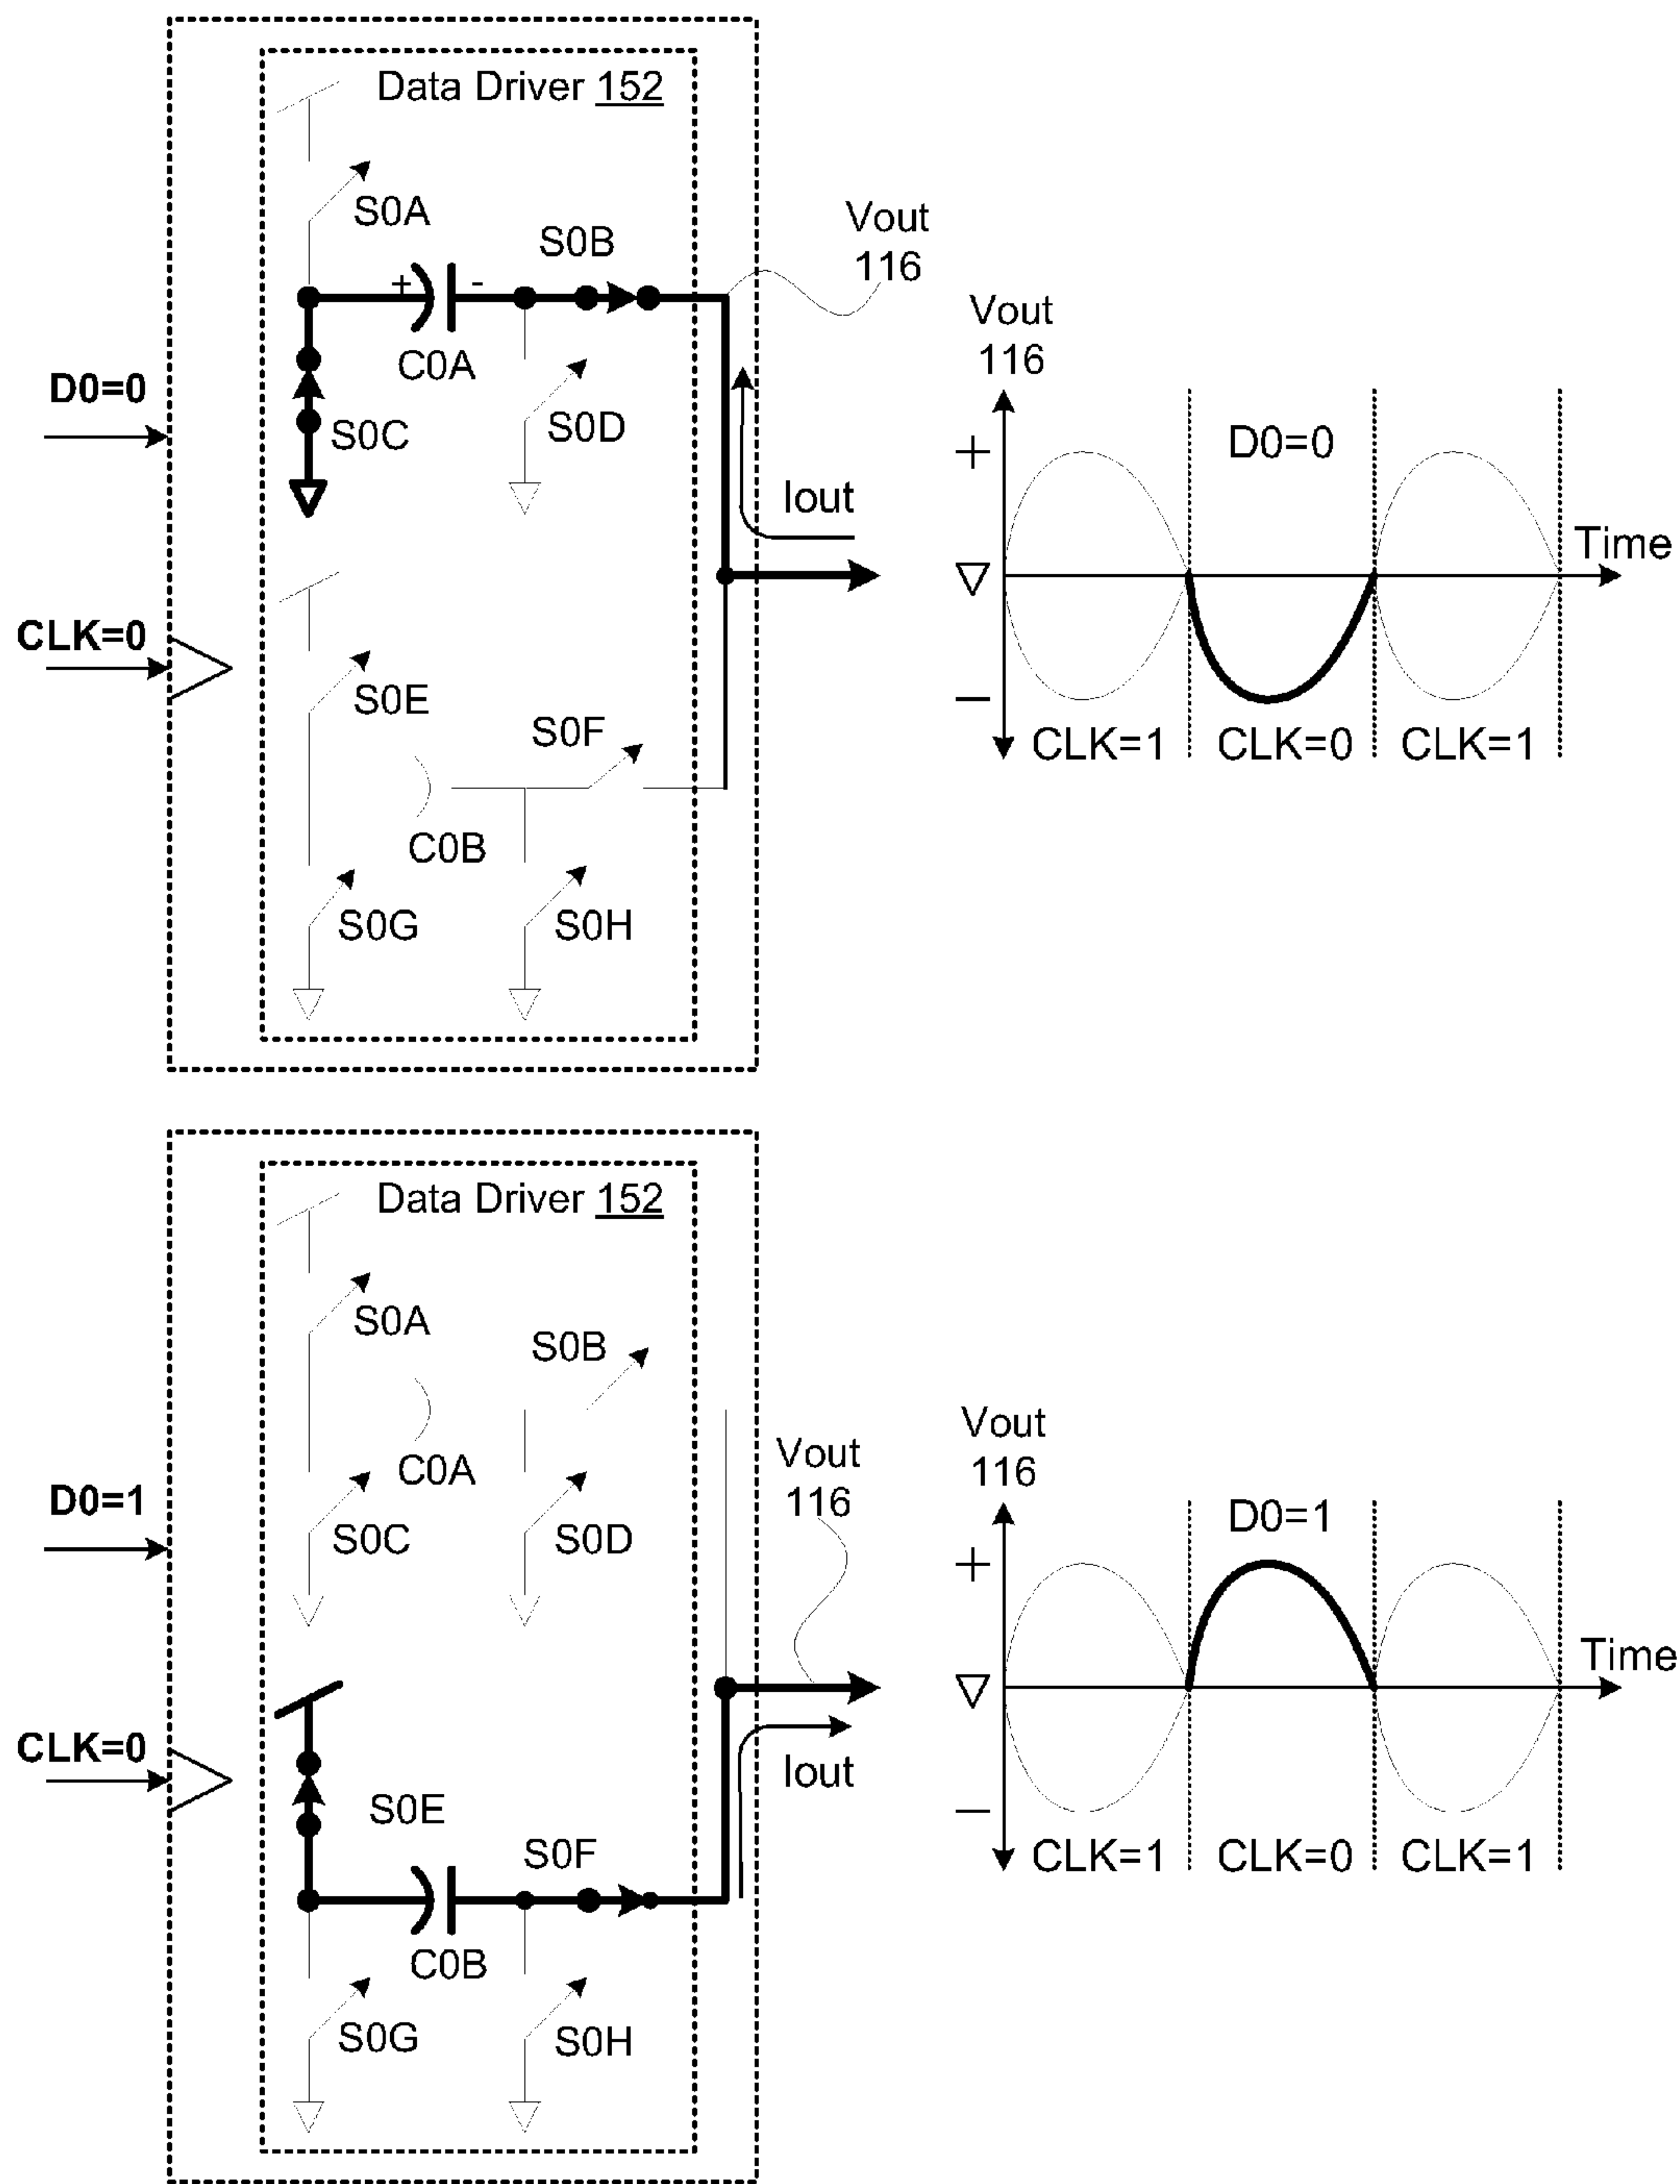 Data Driver 152
S0A
S0B
Vout
116
+ -
C0A
D0=0
S0C
S0D
Iout
CLK=0
S0E
S0F
C0B
S0G
S0H
Vout
116
+
D0=0
Time
−
CLK=1
CLK=0
CLK=1
Data Driver 152
S0A
S0B
C0A
D0=1
S0C
S0D
Vout
116
CLK=0
S0E
Iout
S0F
C0B
S0G
S0H
Vout
116
D0=1
+
Time
−
CLK=1
CLK=0
CLK=1